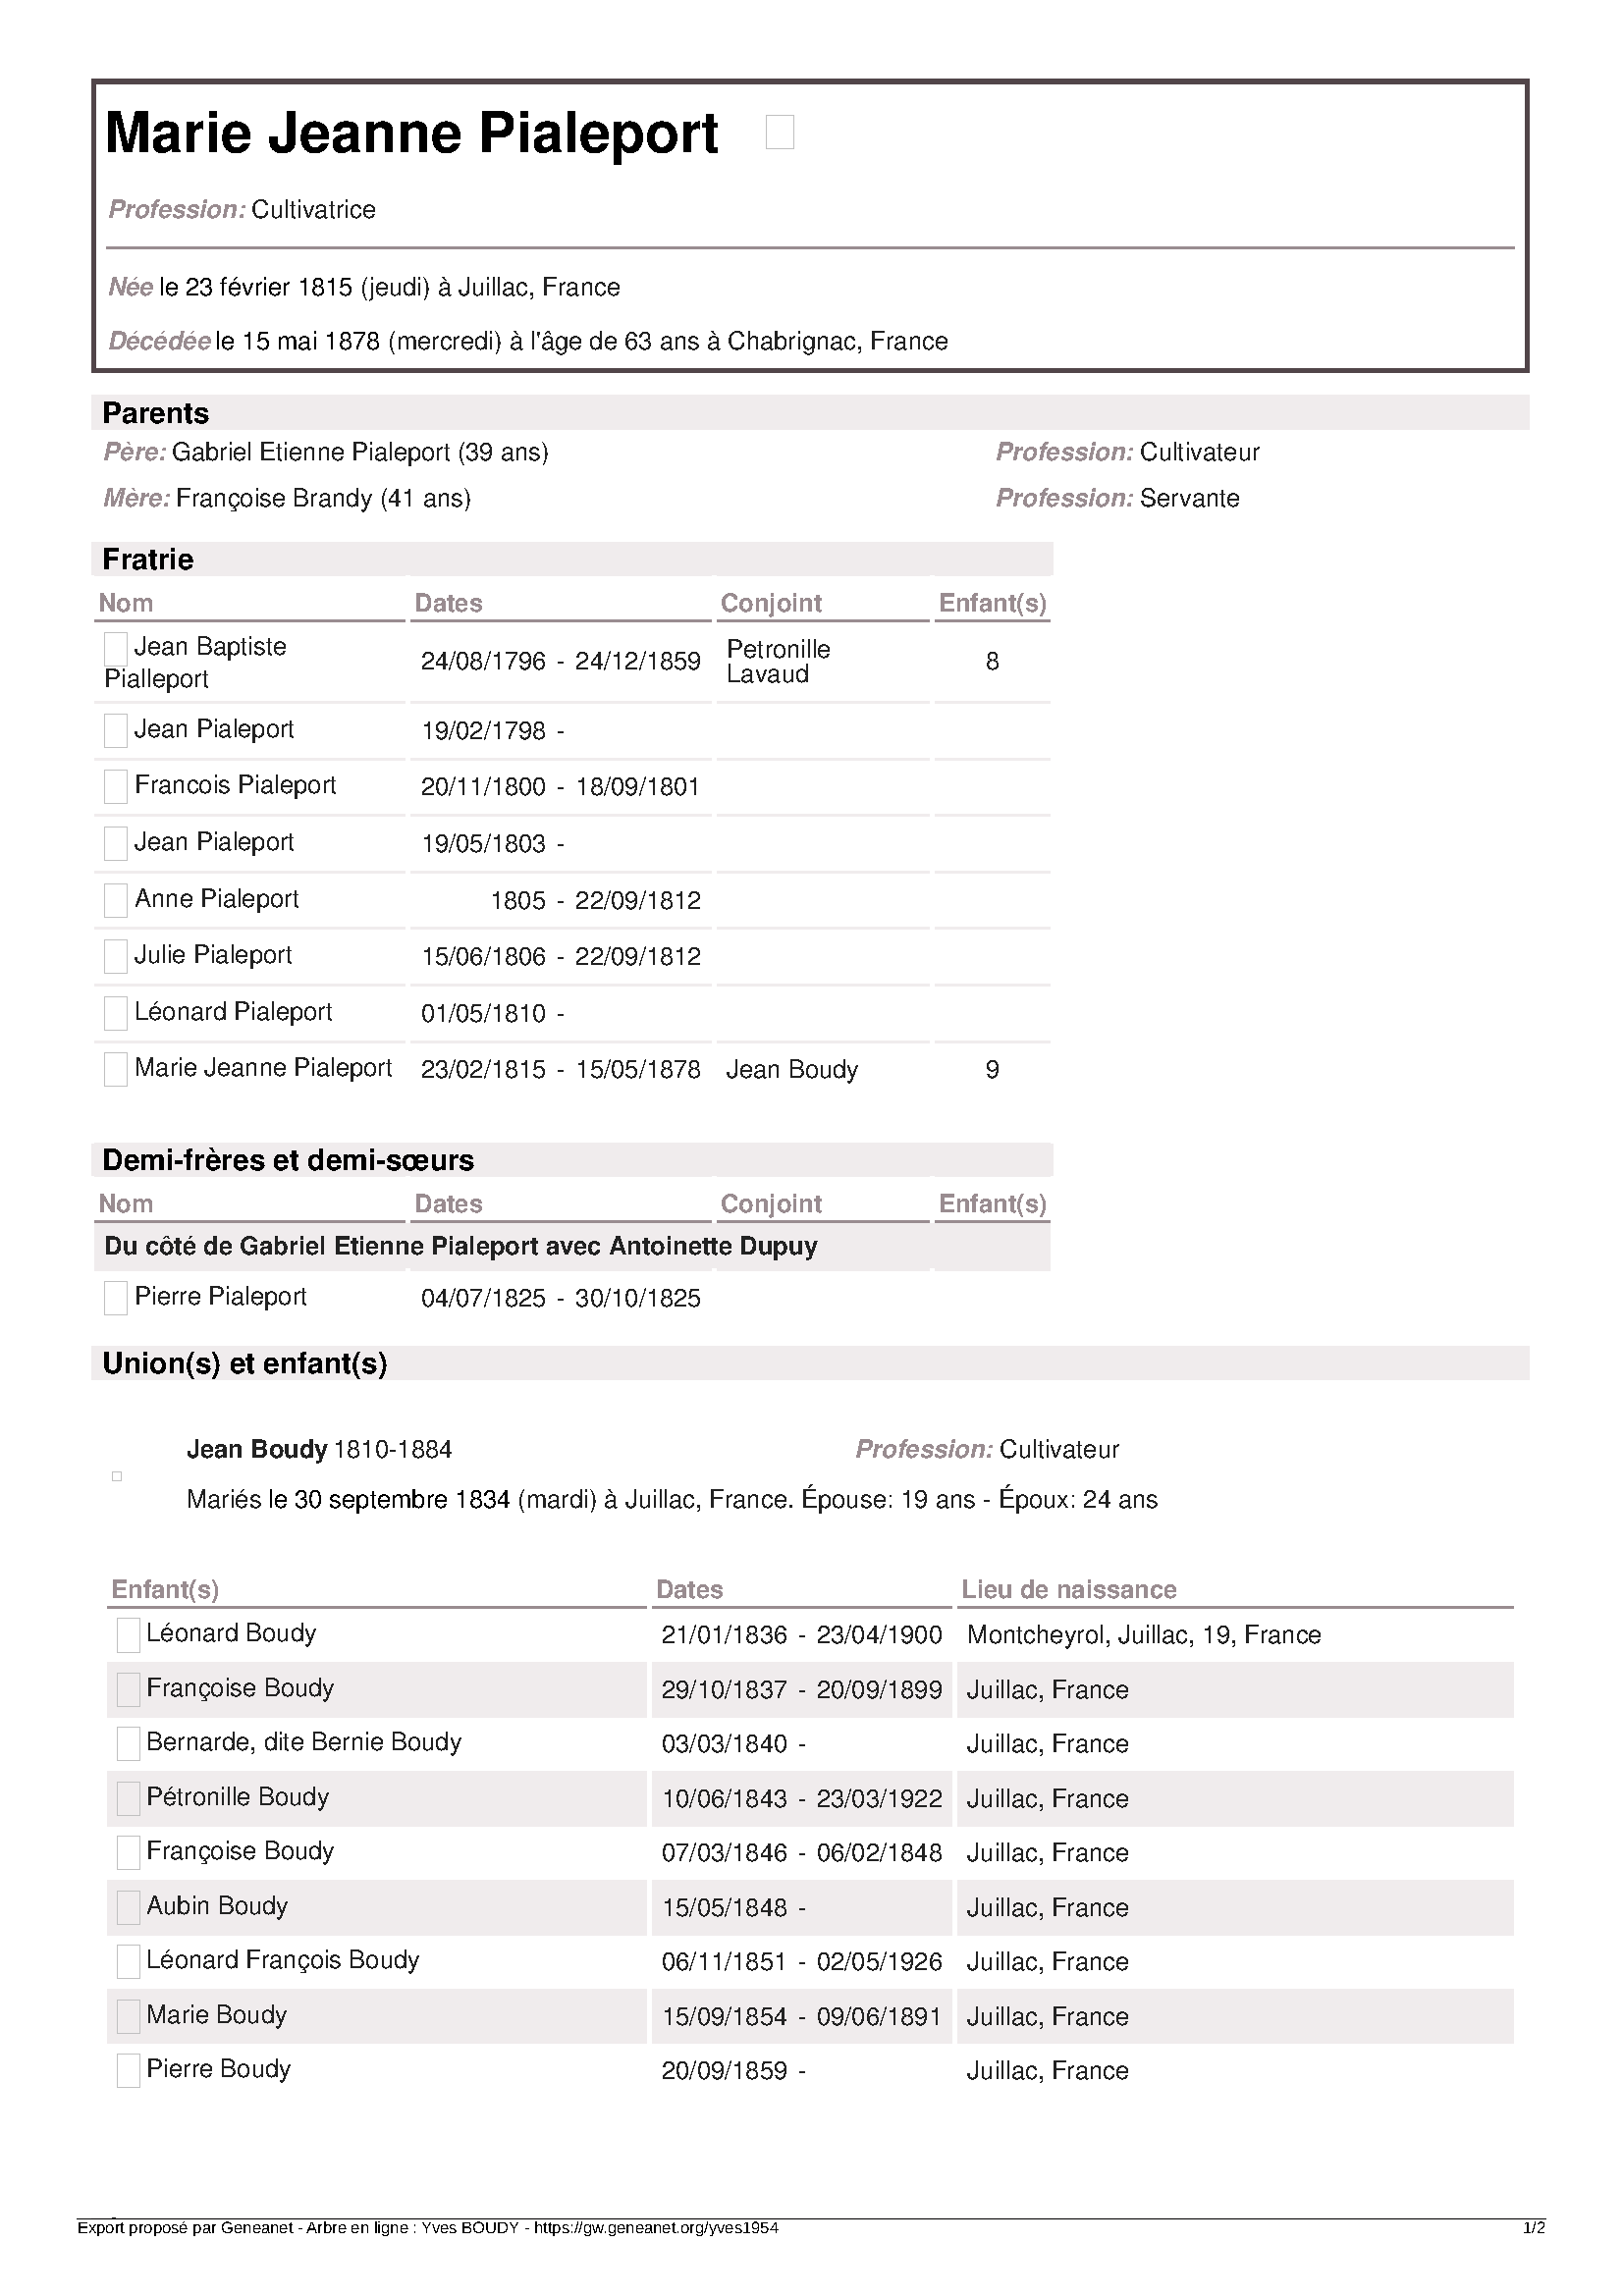 Marie Jeanne Pialeport
Profession: Cultivatrice
Née le 23 février 1815 (jeudi) à Juillac, France
Décédée le 15 mai 1878 (mercredi) à l'âge de 63 ans à Chabrignac, France
Parents
Père: Gabriel Etienne Pialeport (39 ans) Profession: Cultivateur
Mère: Françoise Brandy (41 ans) Profession: Servante
Fratrie
Nom Dates Conjoint Enfant(s)
Jean Baptiste Pialleport 24/08/1796 - 24/12/1859 Petronille Lavaud 8
Jean Pialeport 19/02/1798 -
Francois Pialeport 20/11/1800 - 18/09/1801
Jean Pialeport 19/05/1803 -
Anne Pialeport 1805 - 22/09/1812
Julie Pialeport 15/06/1806 - 22/09/1812
Léonard Pialeport 01/05/1810 -
Marie Jeanne Pialeport 23/02/1815 - 15/05/1878 Jean Boudy 9
Demi-frères et demi-sœurs
Nom Dates Conjoint Enfant(s)
Du côté de Gabriel Etienne Pialeport avec Antoinette Dupuy
Pierre Pialeport 04/07/1825 - 30/10/1825
Union(s) et enfant(s)
Jean Boudy 1810-1884 Profession: Cultivateur
Mariés le 30 septembre 1834 (mardi) à Juillac, France. Épouse: 19 ans - Époux: 24 ans
Enfant(s) Dates Lieu de naissance
Léonard Boudy 21/01/1836 - 23/04/1900 Montcheyrol, Juillac, 19, France
Françoise Boudy 29/10/1837 - 20/09/1899 Juillac, France
Bernarde, dite Bernie Boudy 03/03/1840 - Juillac, France
Pétronille Boudy 10/06/1843 - 23/03/1922 Juillac, France
Françoise Boudy 07/03/1846 - 06/02/1848 Juillac, France
Aubin Boudy 15/05/1848 - Juillac, France
Léonard François Boudy 06/11/1851 - 02/05/1926 Juillac, France
Marie Boudy 15/09/1854 - 09/06/1891 Juillac, France
Pierre Boudy 20/09/1859 - Juillac, France
Export proposé par Geneanet - Arbre en ligne : Yves BOUDY - https://gw.geneanet.org/yves1954 1/2